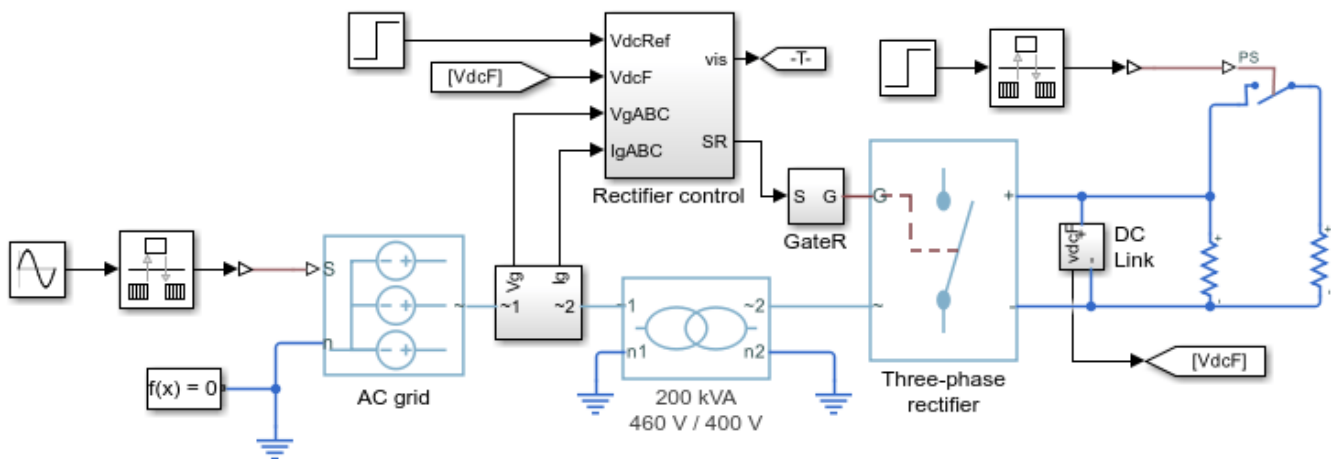 VdcRef
VdcF
VgABC
IgABC
vis
SR
Rectifier control
[VdcF]
-T-
PS
S G
GateR
G
+
-
~
Three-phase
rectifier
vdcF
+
-
DC
Link
+
-
+
-
[VdcF]
S
n
~
AC grid
f(x) = 0
Vg
Ig
~1
~2
~1
~2
n1
n2
200 kVA
460 V / 400 V